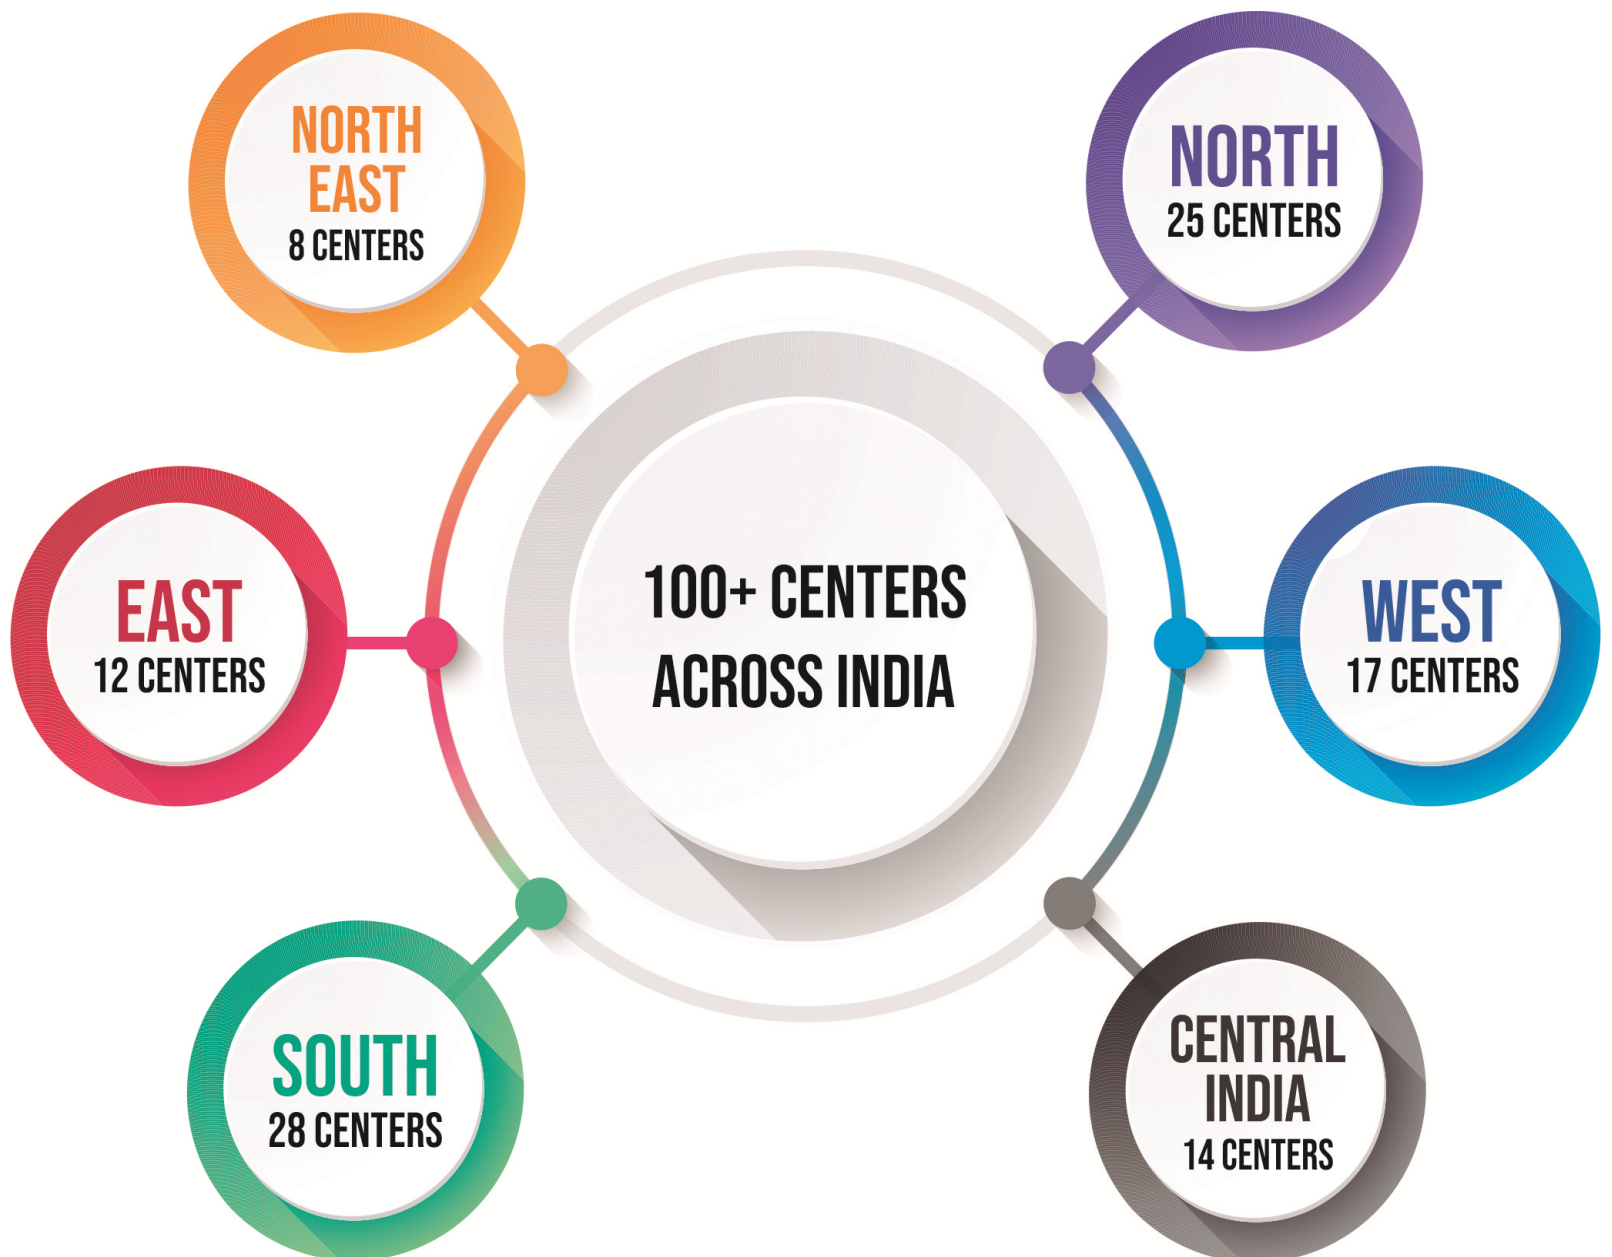 NORTH
EAST
8 CENTERS
NORTH
25 CENTERS
EAST
12 CENTERS
100+ CENTERS
ACROSS INDIA
WEST
17 CENTERS
SOUTH
28 CENTERS
CENTRAL
INDIA
14 CENTERS